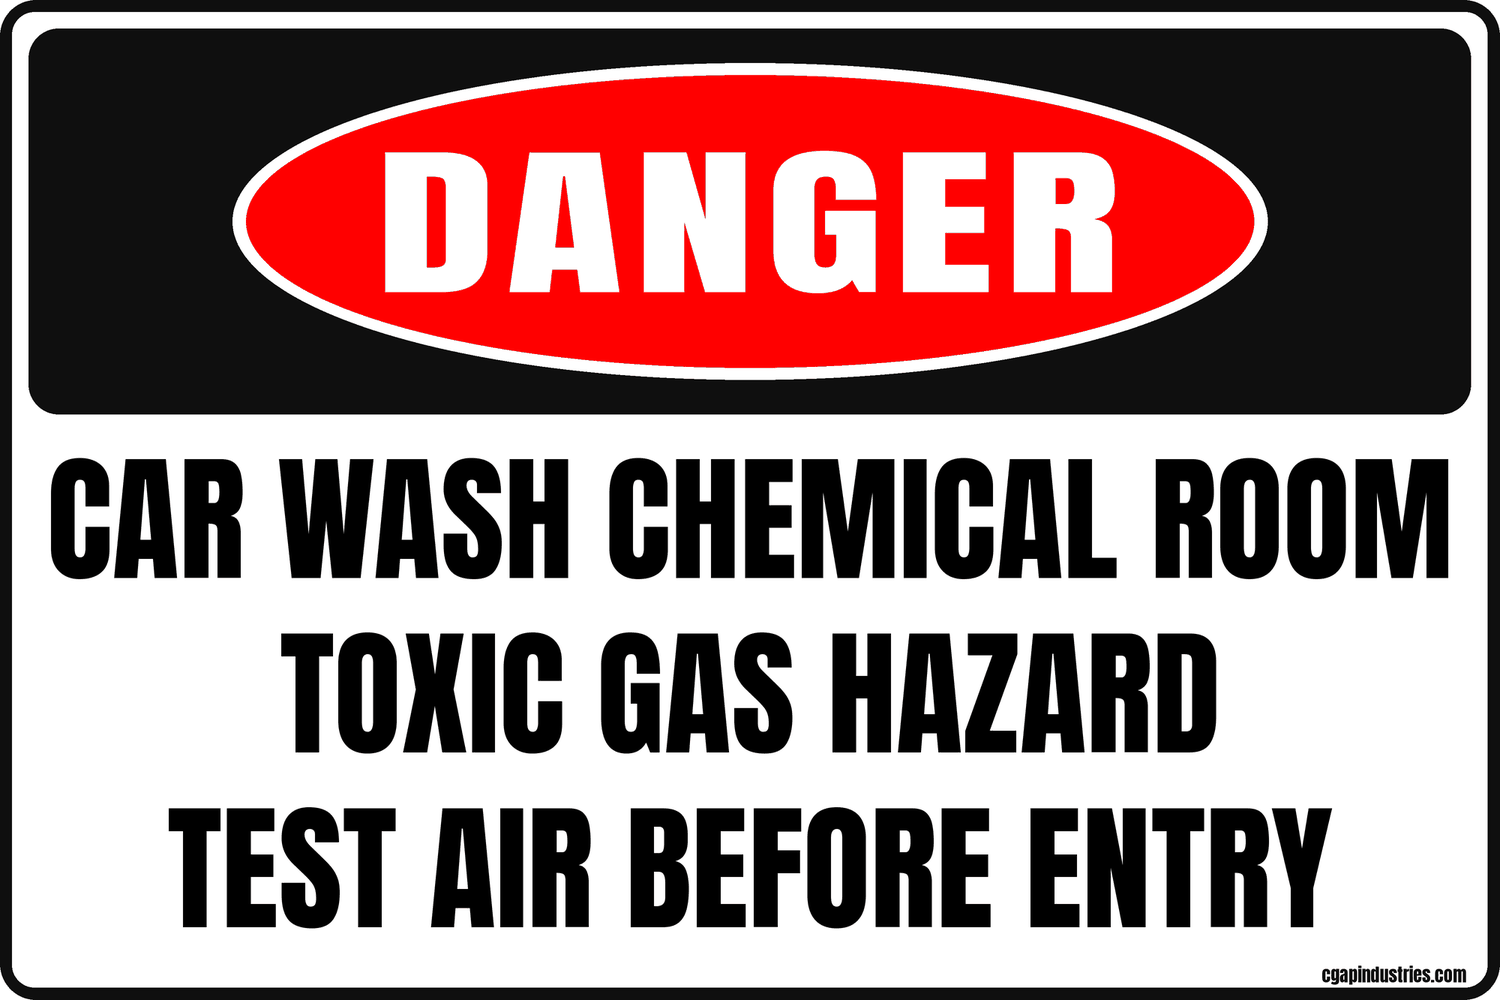 DANGER
CAR WASH CHEMICAL ROOM
TOXIC GAS HAZARD
TEST AIR BEFORE ENTRY
cgapindustries.com